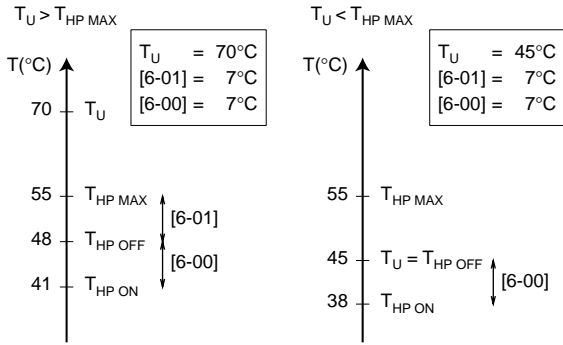 T_U > T_HP MAX
T(°C)
T_U = 70°C
[6-01] = 7°C
[6-00] = 7°C
70 T_U
55 T_HP MAX
[6-01]
48 T_HP OFF
[6-00]
41 T_HP ON
T_U < T_HP MAX
T(°C)
T_U = 45°C
[6-01] = 7°C
[6-00] = 7°C
55 T_HP MAX
45 T_U = T_HP OFF
[6-00]
38 T_HP ON